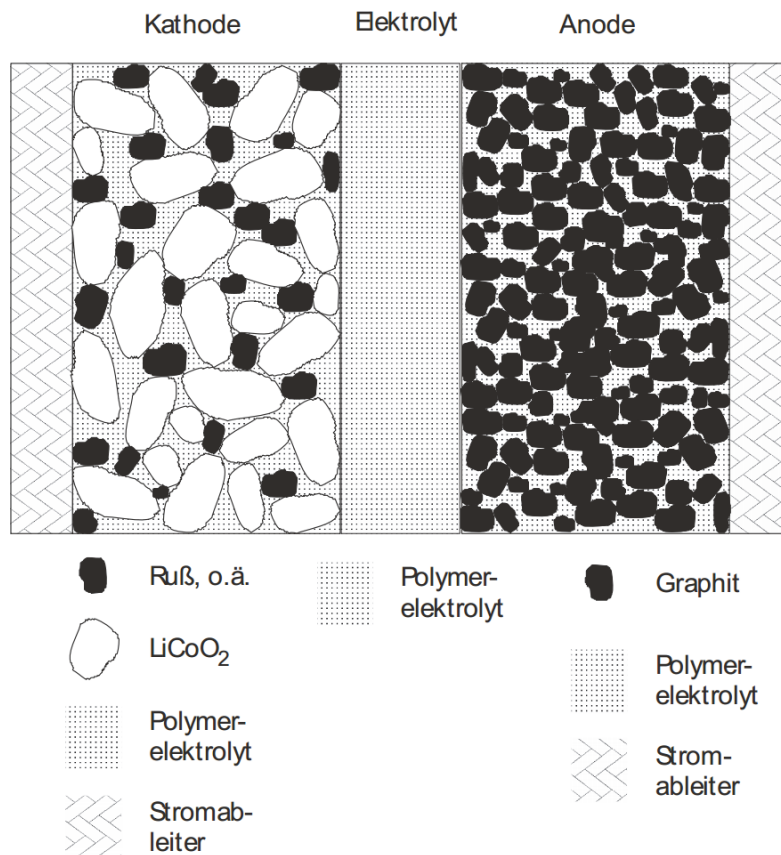 Kathode
Elektrolyt
Anode
Ruß, o.ä.
LiCoO2
Polymer-
elektrolyt
Stromab-
leiter
Polymer-
elektrolyt
Graphit
Polymer-
elektrolyt
Strom-
ableiter